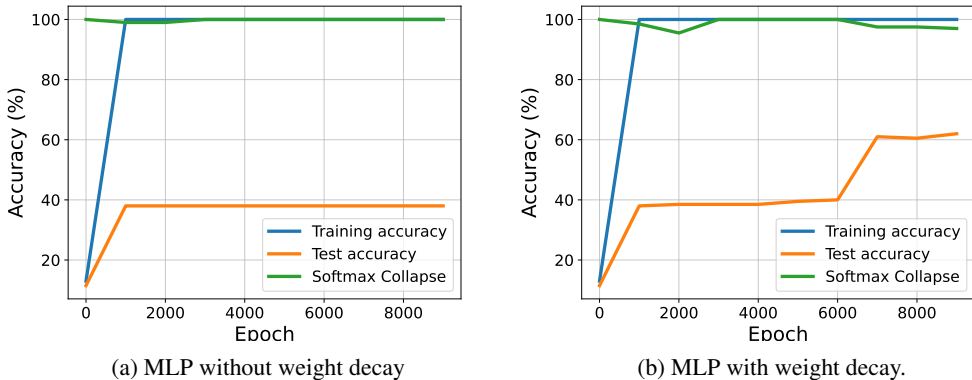 100
80
60
40
20
Accuracy (%)
Training accuracy
Test accuracy
Softmax Collapse
0 2000 4000 6000 8000
Epoch
(a) MLP without weight decay
100
80
60
40
20
Accuracy (%)
Training accuracy
Test accuracy
Softmax Collapse
0 2000 4000 6000 8000
Epoch
(b) MLP with weight decay.